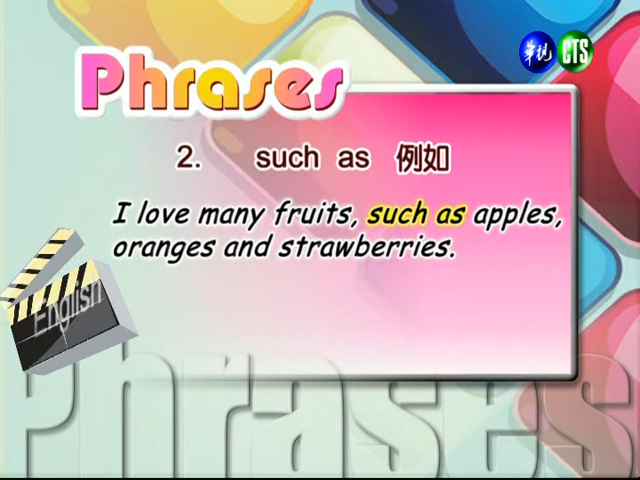 華視 CTS
Phrases
2. such as 例如
I love many fruits, such as apples,
oranges and strawberries.
English
Phrases